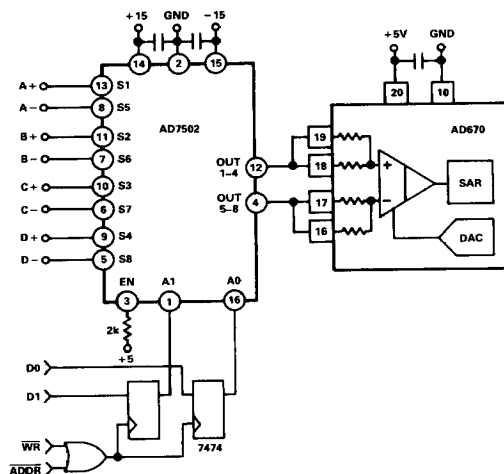 +15 GND -15
14 2 15
+5V GND
20 10
A+ 13 S1
A- 8 S5
B+ 11 S2
B- 7 S6
C+ 10 S3
C- 6 S7
D+ 9 S4
D- 5 S8
AD7502
OUT
1-4
12
OUT
5-8
4
AD670
19
18
17
16
+
-
SAR
DAC
EN A1 A0
3 1 16
2k
+5
D0
D1
7474
WR
ADDR